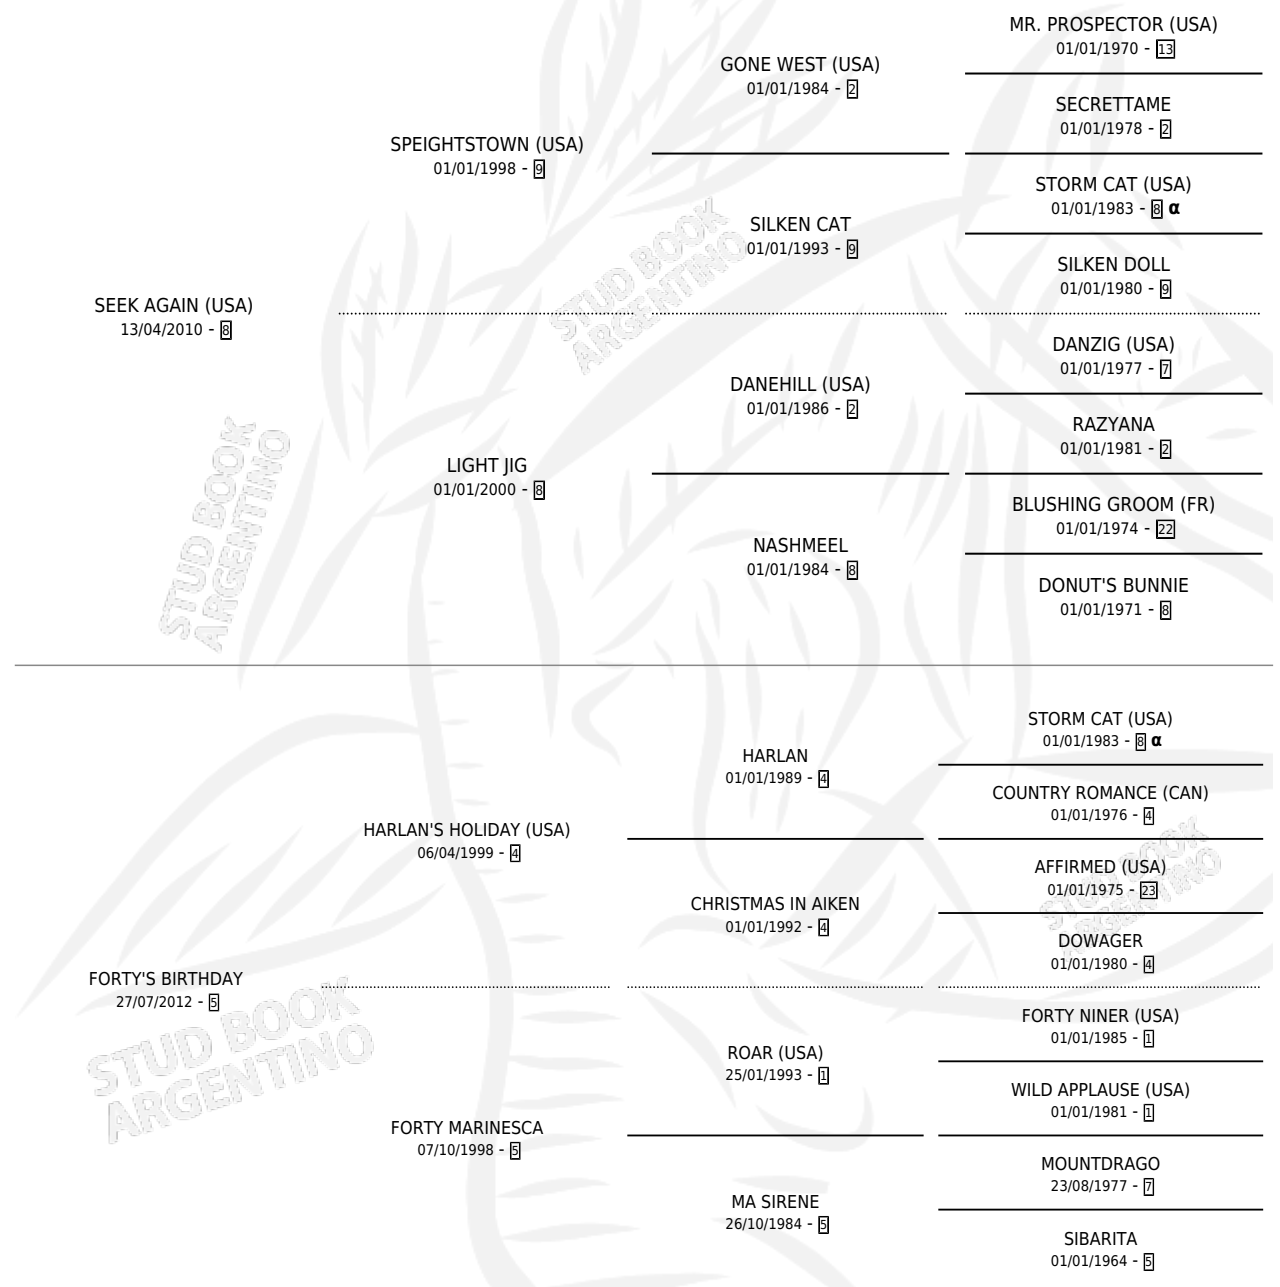 MR. PROSPECTOR (USA)
01/01/1970 - 13
GONE WEST (USA)
01/01/1984 - 2
SECRETTAME
01/01/1978 - 2
SPEIGHTSTOWN (USA)
01/01/1998 - 9
STORM CAT (USA)
01/01/1983 - 8 α
SILKEN CAT
01/01/1993 - 9
SILKEN DOLL
01/01/1980 - 9
SEEK AGAIN (USA)
13/04/2010 - 8
DANZIG (USA)
01/01/1977 - 7
DANEHILL (USA)
01/01/1986 - 2
RAZYANA
01/01/1981 - 2
LIGHT JIG
01/01/2000 - 8
BLUSHING GROOM (FR)
01/01/1974 - 22
NASHMEEL
01/01/1984 - 8
DONUT'S BUNNIE
01/01/1971 - 8
STORM CAT (USA)
01/01/1983 - 8 α
HARLAN
01/01/1989 - 4
COUNTRY ROMANCE (CAN)
01/01/1976 - 4
HARLAN'S HOLIDAY (USA)
06/04/1999 - 4
AFFIRMED (USA)
01/01/1975 - 23
CHRISTMAS IN AIKEN
01/01/1992 - 4
DOWAGER
01/01/1980 - 4
FORTY'S BIRTHDAY
27/07/2012 - 5
FORTY NINER (USA)
01/01/1985 - 1
ROAR (USA)
25/01/1993 - 1
WILD APPLAUSE (USA)
01/01/1981 - 1
FORTY MARINESCA
07/10/1998 - 5
MOUNTDRAGO
23/08/1977 - 7
MA SIRENE
26/10/1984 - 5
SIBARITA
01/01/1964 - 5
STUD BOOK
ARGENTINO
STUD BOOK
ARGENTINO
STUD BOOK
ARGENTINO
STUD BOOK
ARGENTINO